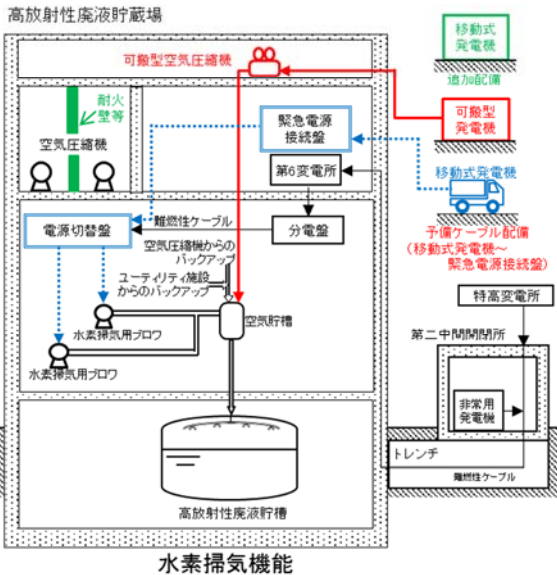 高放射性廃液貯蔵場
移動式
発電機
追加配備
可搬型空気圧縮機
耐火
壁等
空気圧縮機
緊急電源
接続盤
可搬型
発電機
第6変電所
移動式発電機
予備ケーブル配備
(移動式発電機~
緊急電源接続盤)
電源切替盤
難燃性ケーブル
分電盤
空気圧縮機からの
バックアップ
ユーティリティ施設
からのバックアップ
空気貯槽
水素掃気用ブロワ
水素掃気用ブロワ
特高変電所
第二中間開閉所
非常用
発電機
トレンチ
難燃性ケーブル
高放射性廃液貯槽
水素掃気機能